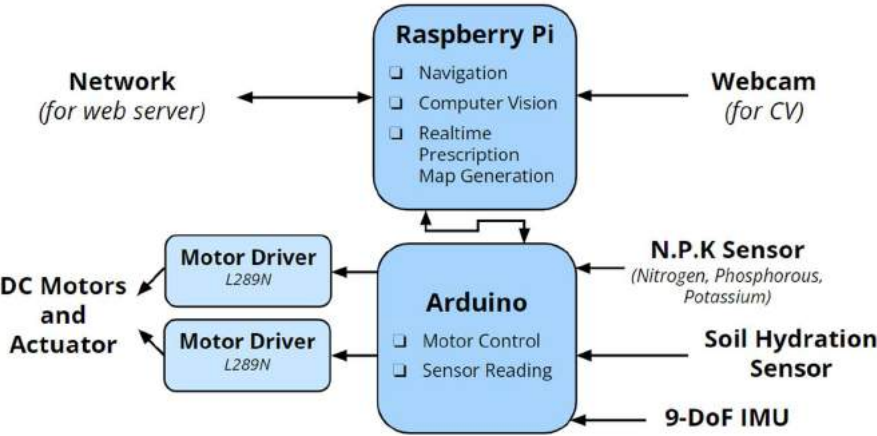 Raspberry Pi
❏ Navigation
❏ Computer Vision
❏ Realtime
Prescription
Map Generation
Network
(for web server)
Webcam
(for CV)
Motor Driver
L289N
Motor Driver
L289N
DC Motors
and
Actuator
Arduino
❏ Motor Control
❏ Sensor Reading
N.P.K Sensor
(Nitrogen, Phosphorous,
Potassium)
Soil Hydration
Sensor
9-DoF IMU